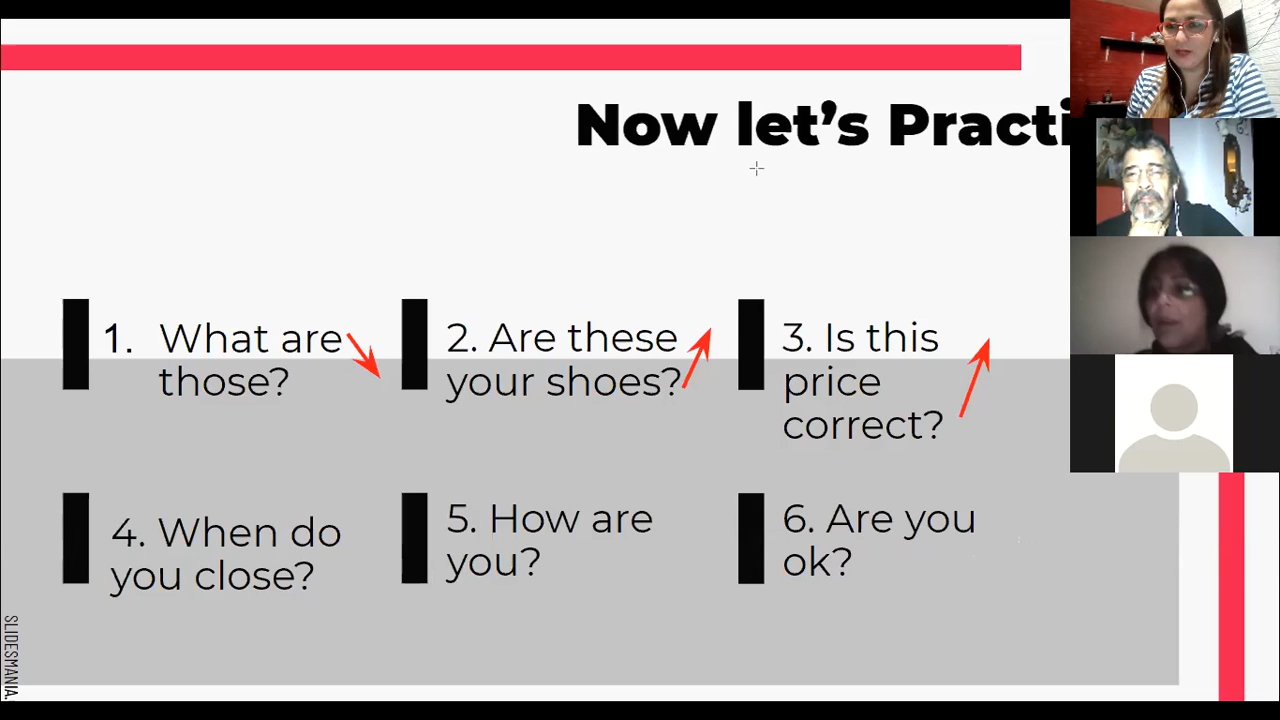 Now let's Practi
1. What are
those?
2. Are these
your shoes?
3. Is this
price
correct?
4. When do
you close?
5. How are
you?
6. Are you
ok?
SLIDESMANIA.